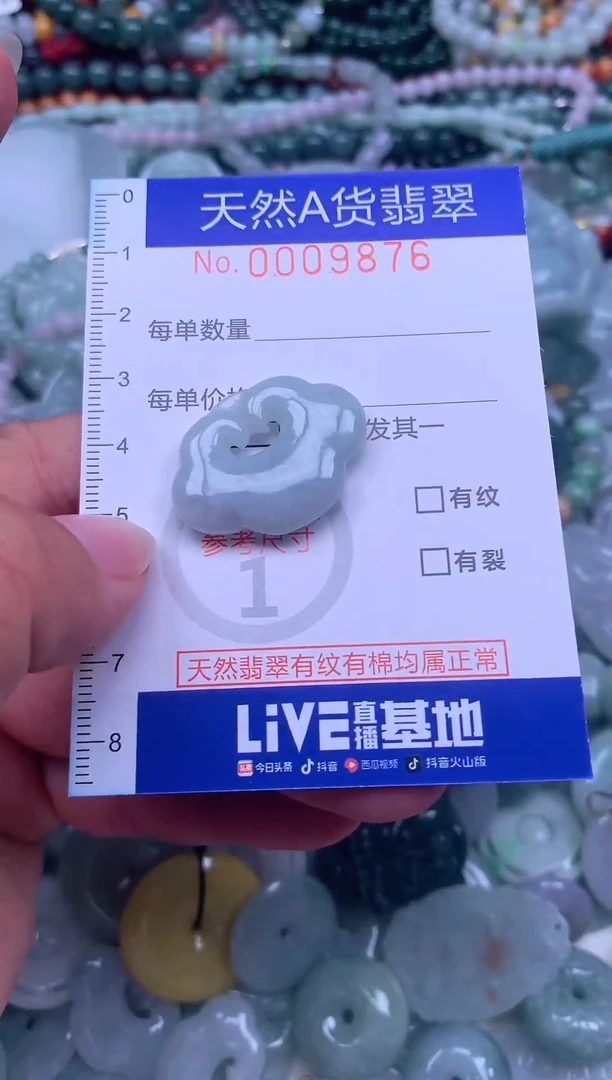 天然A货翡翠
No. 0009876
每单数量
每单价格
发其一
有纹
有裂
参考尺寸
1
天然翡翠有纹有棉均属正常
LiVE直播基地
头条 今日头条 抖音 西瓜视频 抖音火山版
0
1
2
3
4
5
7
8